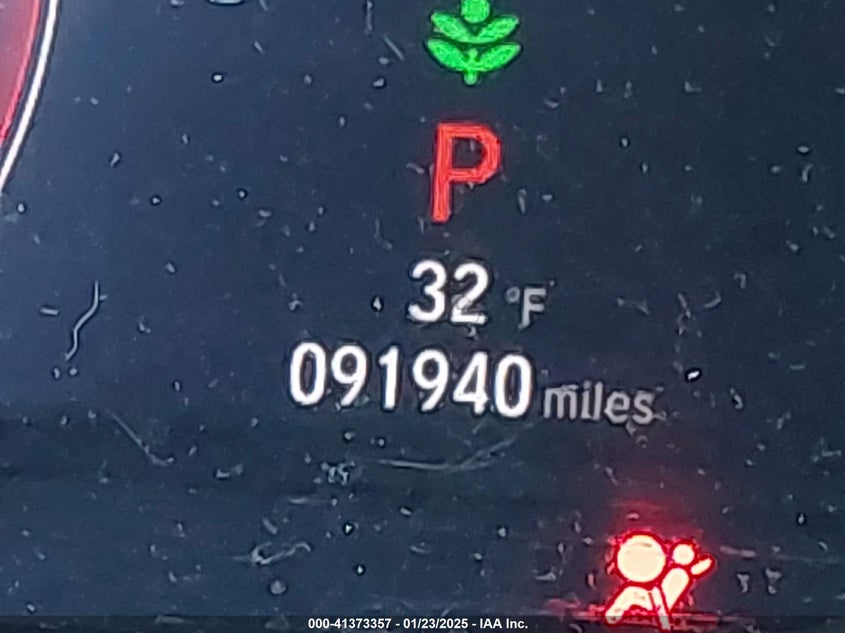 P
32 °F
091940 miles
000-41373357 - 01/23/2025 - IAA Inc.